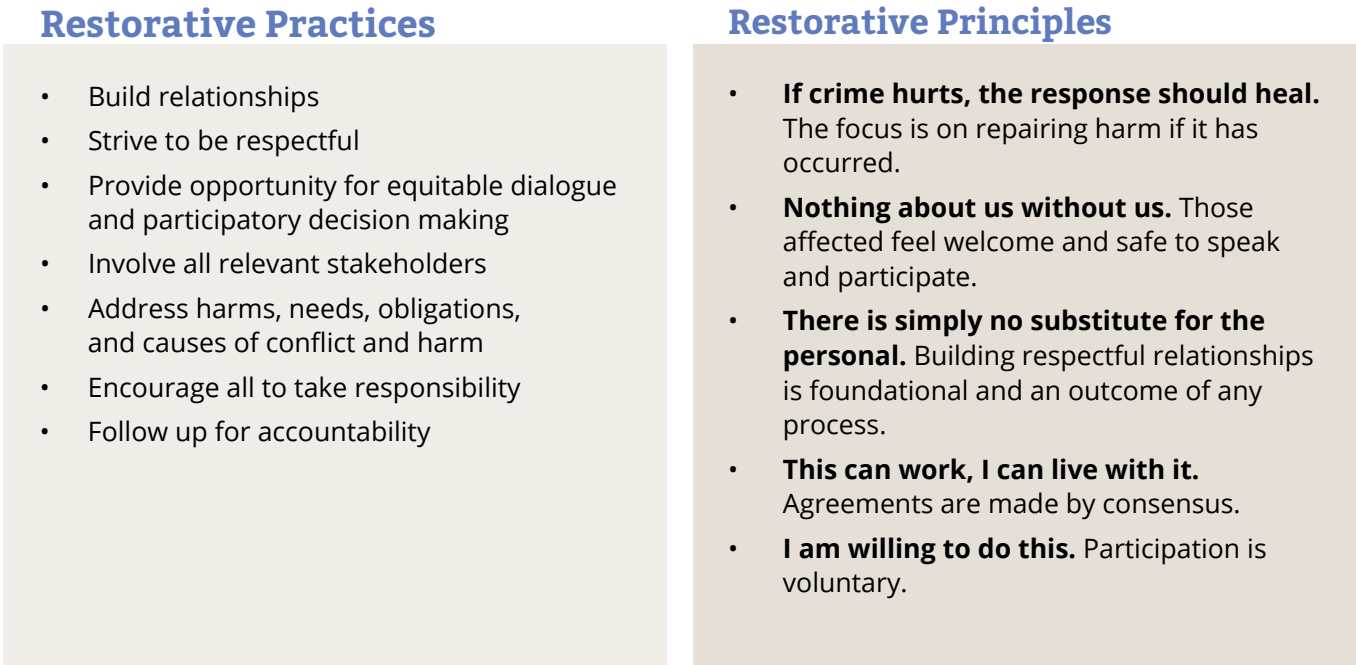 Restorative Practices
• Build relationships
• Strive to be respectful
• Provide opportunity for equitable dialogue
and participatory decision making
• Involve all relevant stakeholders
• Address harms, needs, obligations,
and causes of conflict and harm
• Encourage all to take responsibility
• Follow up for accountability
Restorative Principles
• If crime hurts, the response should heal.
The focus is on repairing harm if it has
occurred.
• Nothing about us without us. Those
affected feel welcome and safe to speak
and participate.
• There is simply no substitute for the
personal. Building respectful relationships
is foundational and an outcome of any
process.
• This can work, I can live with it.
Agreements are made by consensus.
• I am willing to do this. Participation is
voluntary.